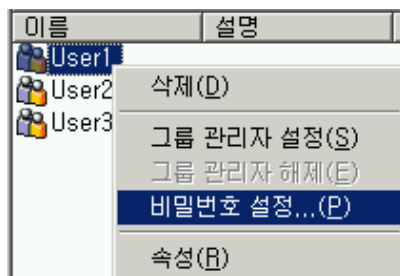 이름 설명
User1
User2
User3
삭제(D)
그룹 관리자 설정(S)
그룹 관리자 해제(E)
비밀번호 설정...(P)
속성(R)